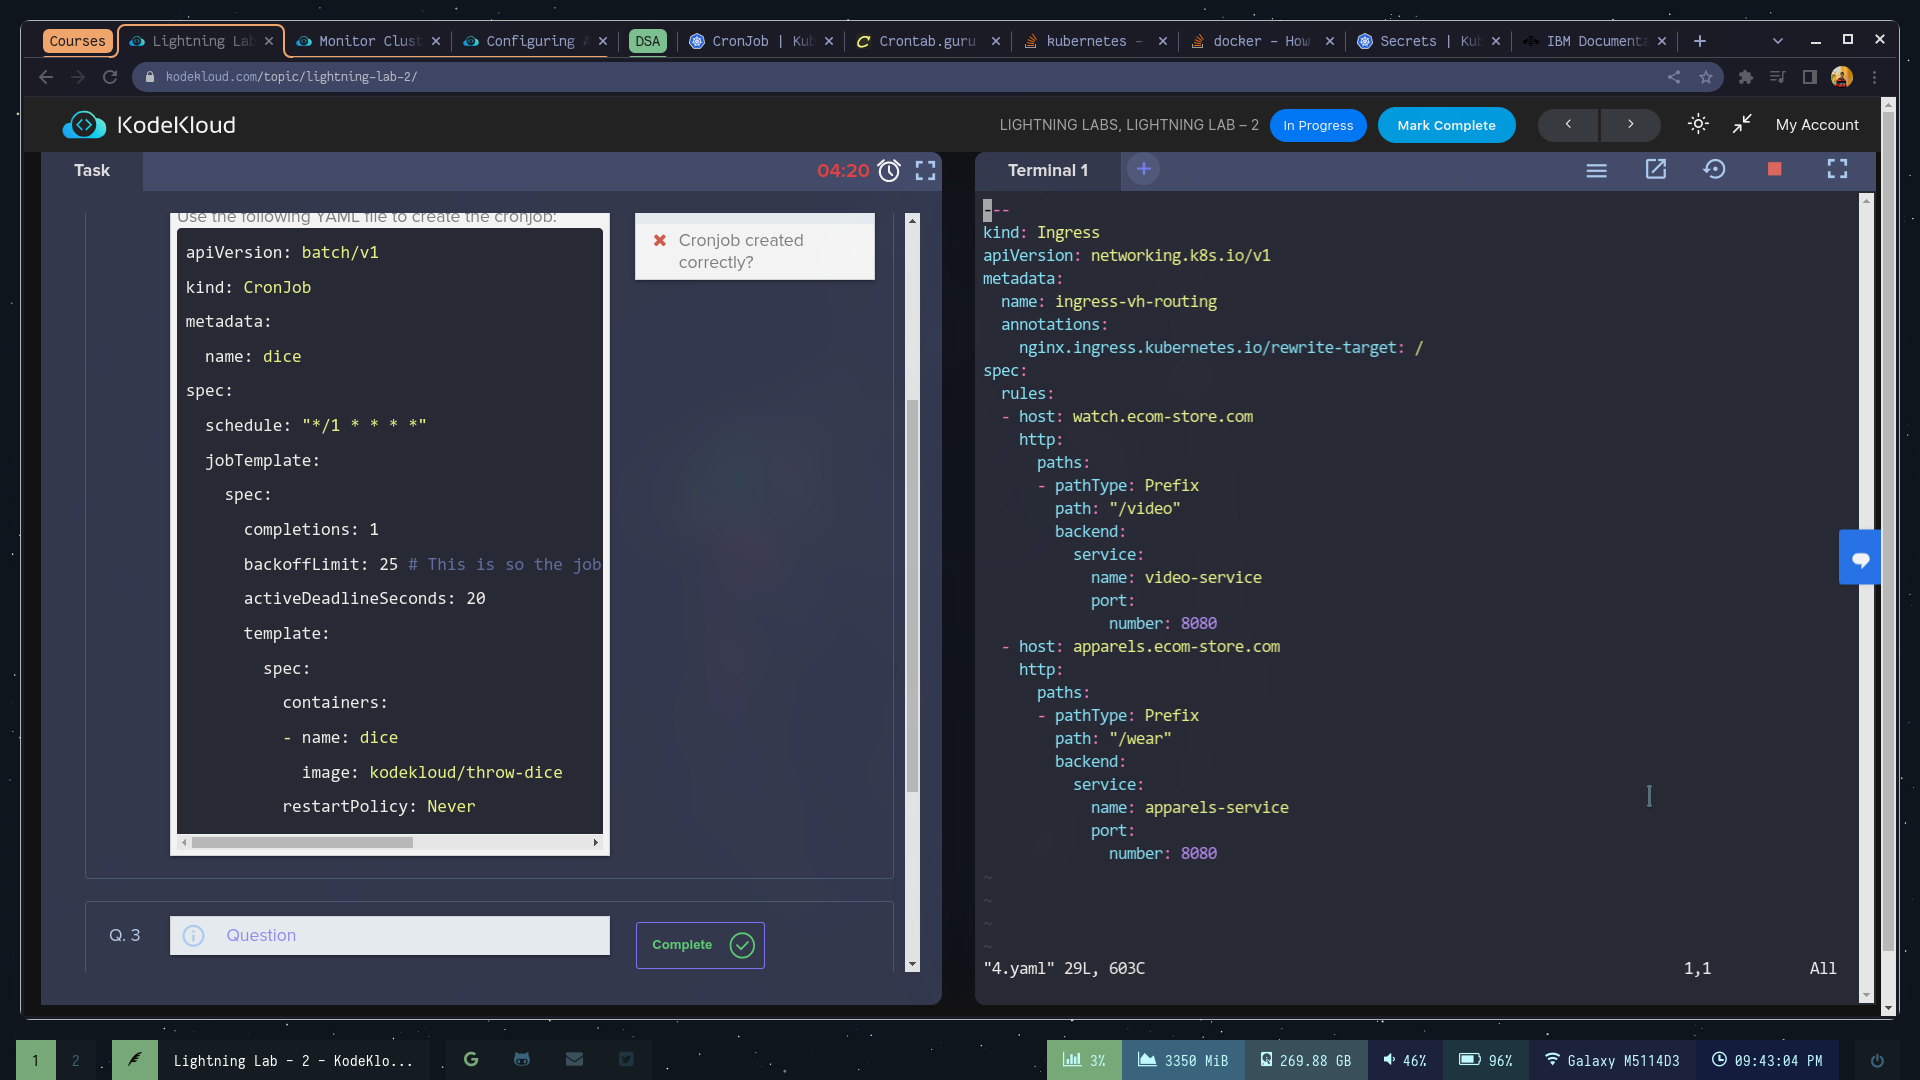 Courses
Lightning Lab
Monitor Clust
Configuring A
DSA
CronJob | Kub
Crontab.guru
kubernetes -
docker - How
Secrets | Kub
IBM Documenta
kodekloud.com/topic/lightning-lab-2/
KodeKloud
LIGHTNING LABS, LIGHTNING LAB – 2
In Progress
Mark Complete
My Account
Task
04:20
Terminal 1
Use the following YAML file to create the cronjob:
apiVersion: batch/v1
kind: CronJob
metadata:
  name: dice
spec:
  schedule: "*/1 * * * *"
  jobTemplate:
    spec:
      completions: 1
      backoffLimit: 25 # This is so the job
      activeDeadlineSeconds: 20
      template:
        spec:
          containers:
          - name: dice
            image: kodekloud/throw-dice
          restartPolicy: Never
Cronjob created
correctly?
Q. 3
Question
Complete
---
kind: Ingress
apiVersion: networking.k8s.io/v1
metadata:
  name: ingress-vh-routing
  annotations:
    nginx.ingress.kubernetes.io/rewrite-target: /
spec:
  rules:
  - host: watch.ecom-store.com
    http:
      paths:
      - pathType: Prefix
        path: "/video"
        backend:
          service:
            name: video-service
            port:
              number: 8080
  - host: apparels.ecom-store.com
    http:
      paths:
      - pathType: Prefix
        path: "/wear"
        backend:
          service:
            name: apparels-service
            port:
              number: 8080
~
~
~
~
"4.yaml" 29L, 603C
1,1
All
1
2
Lightning Lab - 2 - KodeKlo...
3%
3350 MiB
269.88 GB
46%
96%
Galaxy M5114D3
09:43:04 PM